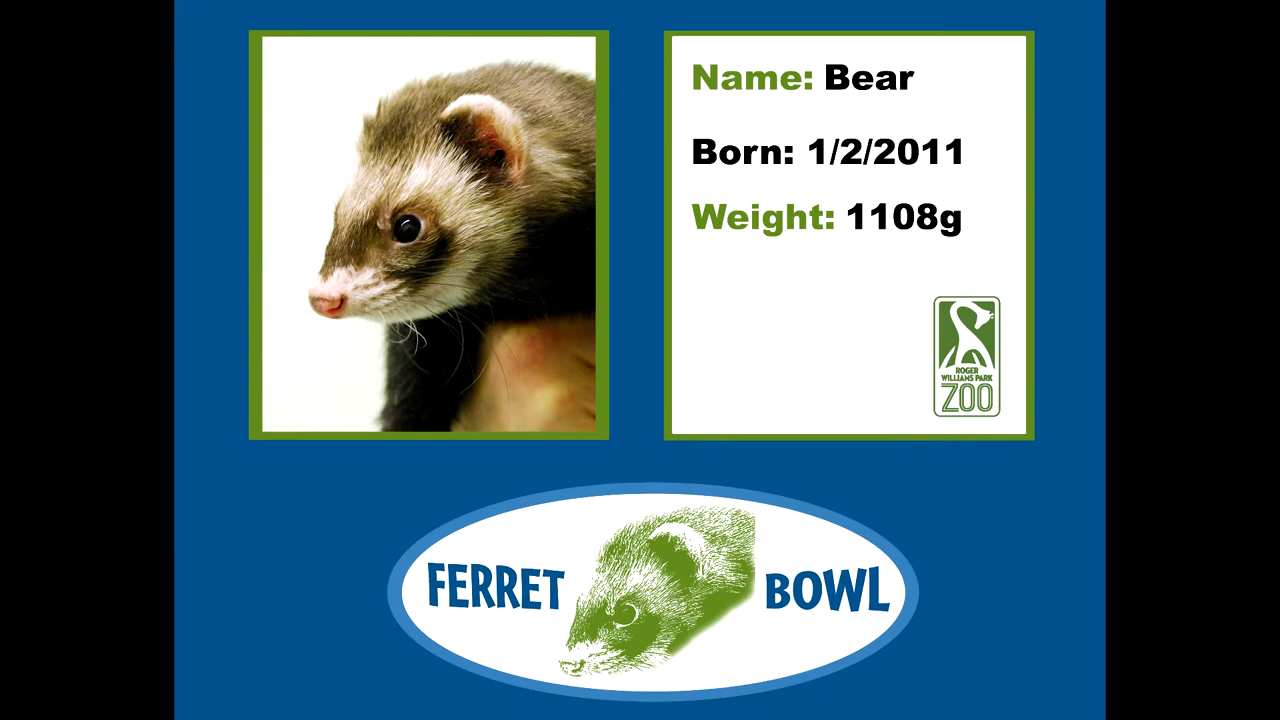 Name: Bear
Born: 1/2/2011
Weight: 1108g
ROGER
WILLIAMS PARK
ZOO
FERRET BOWL